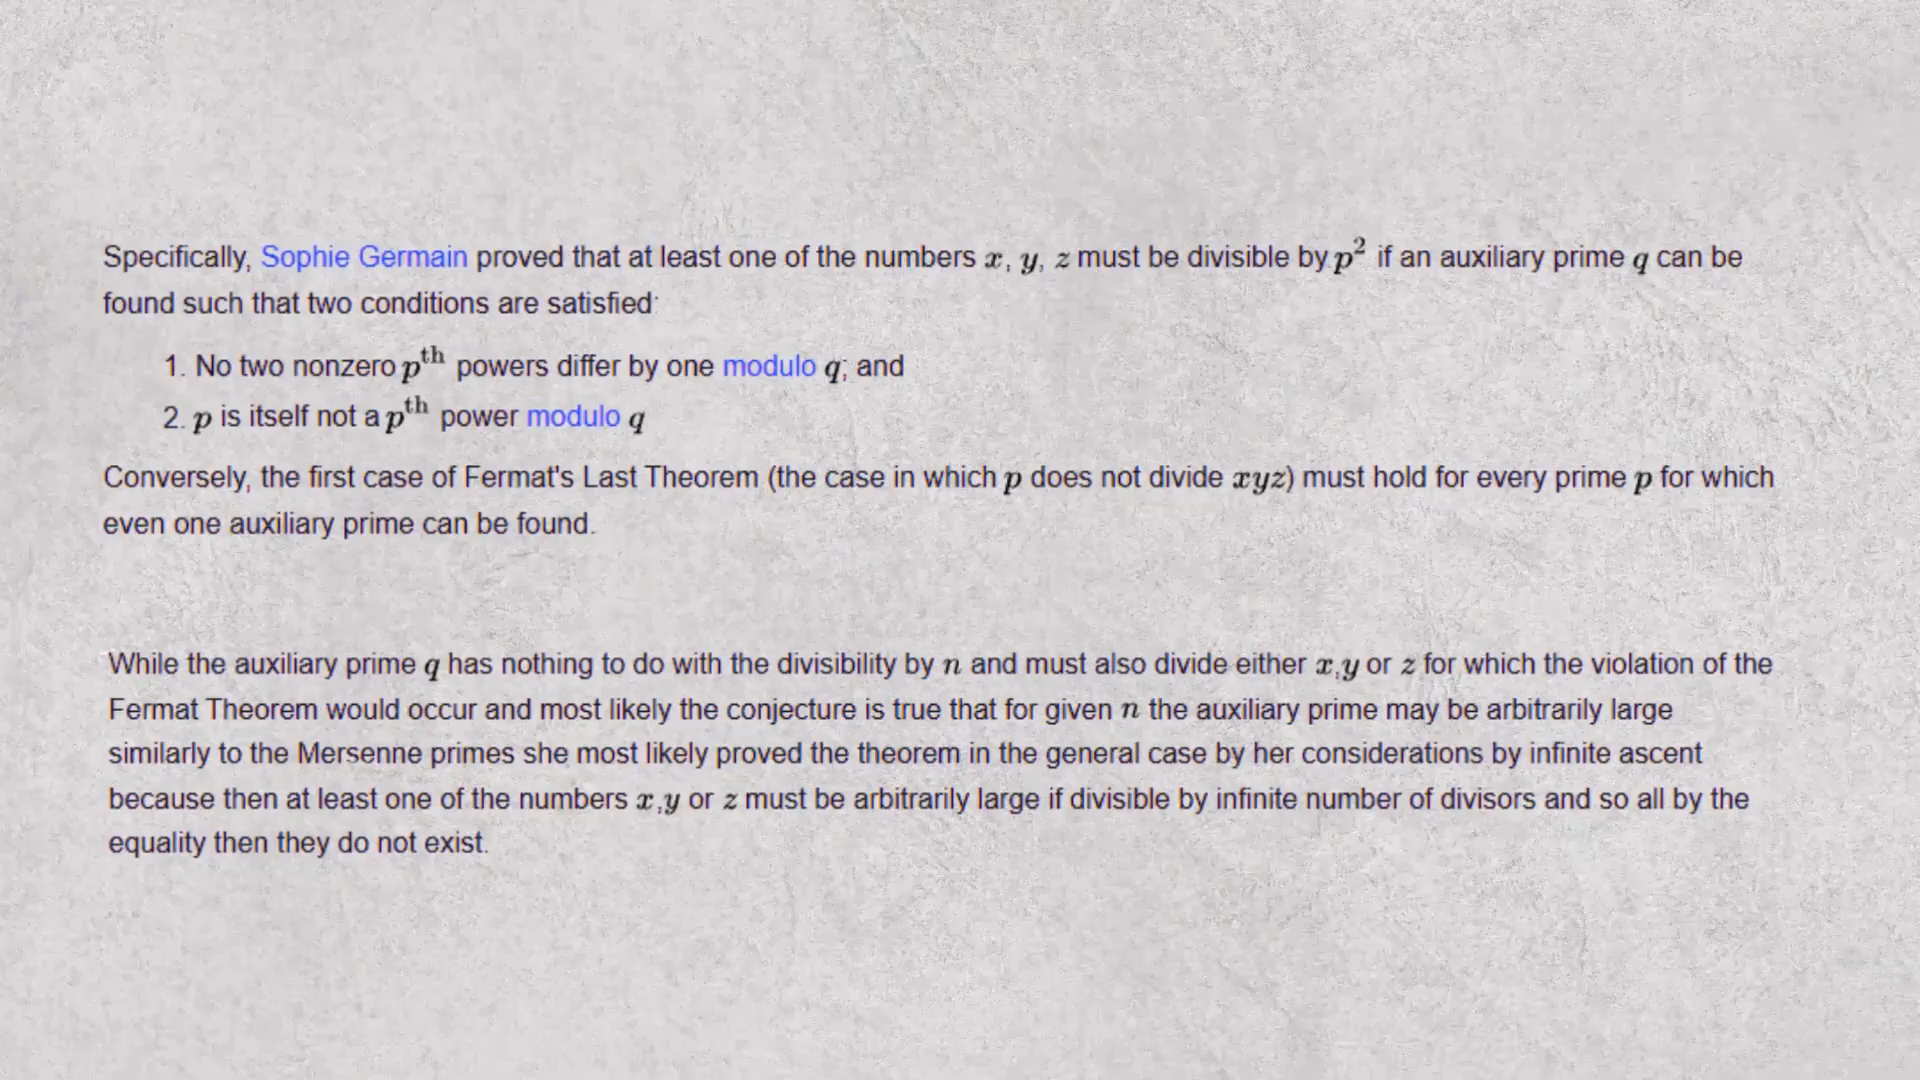 Specifically, Sophie Germain proved that at least one of the numbers x, y, z must be divisible by p² if an auxiliary prime q can be
found such that two conditions are satisfied:
1. No two nonzero pᵗʰ powers differ by one modulo q; and
2. p is itself not a pᵗʰ power modulo q
Conversely, the first case of Fermat's Last Theorem (the case in which p does not divide xyz) must hold for every prime p for which
even one auxiliary prime can be found.
While the auxiliary prime q has nothing to do with the divisibility by n and must also divide either x,y or z for which the violation of the
Fermat Theorem would occur and most likely the conjecture is true that for given n the auxiliary prime may be arbitrarily large
similarly to the Mersenne primes she most likely proved the theorem in the general case by her considerations by infinite ascent
because then at least one of the numbers x,y or z must be arbitrarily large if divisible by infinite number of divisors and so all by the
equality then they do not exist.